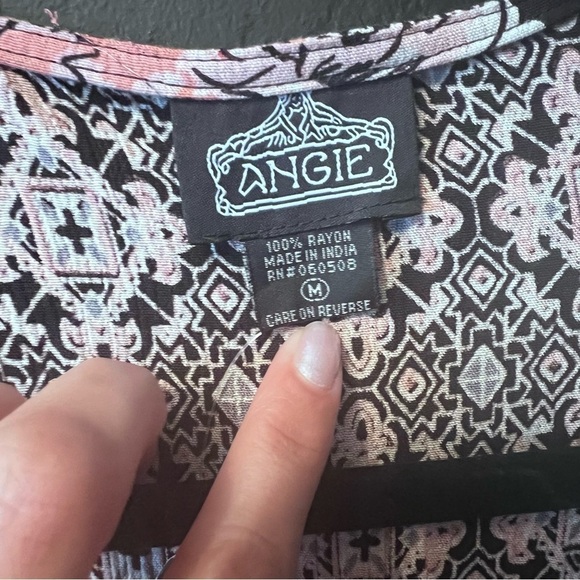 ANGIE
100% RAYON
MADE IN INDIA
RN#060508
M
CARE ON REVERSE